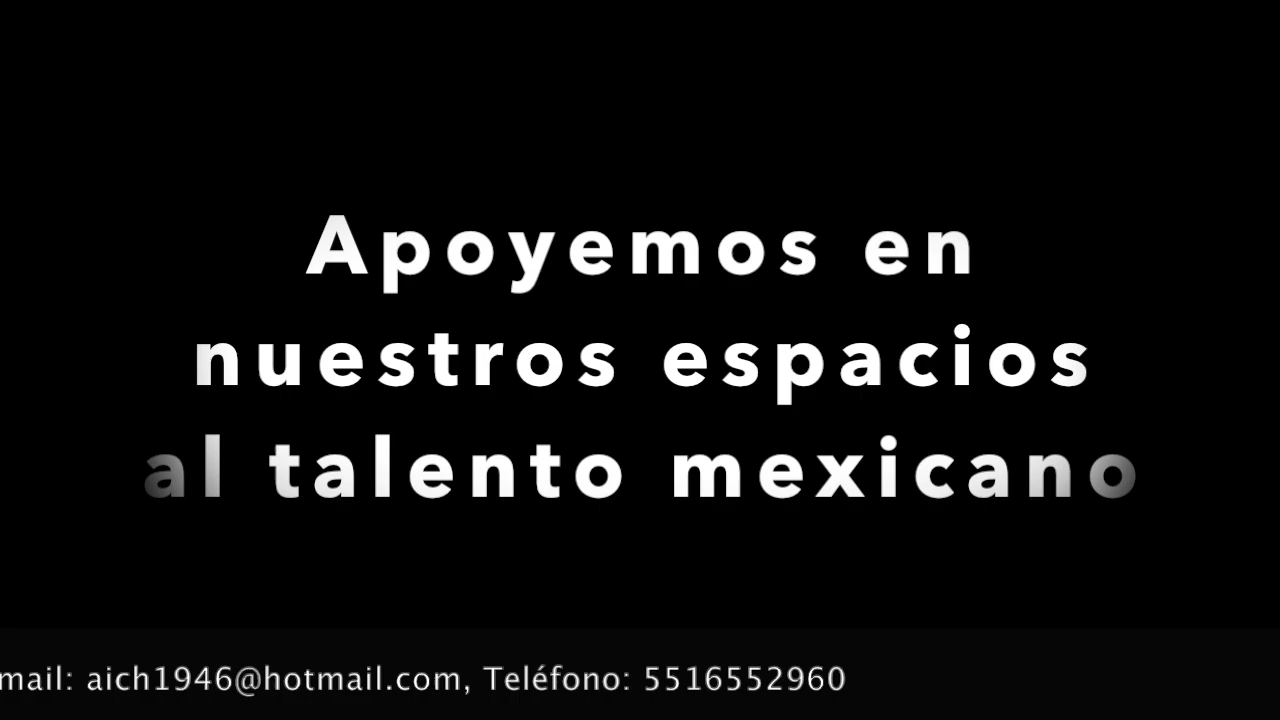 Apoyemos en
nuestros espacios
al talento mexicano
mail: aich1946@hotmail.com, Teléfono: 5516552960